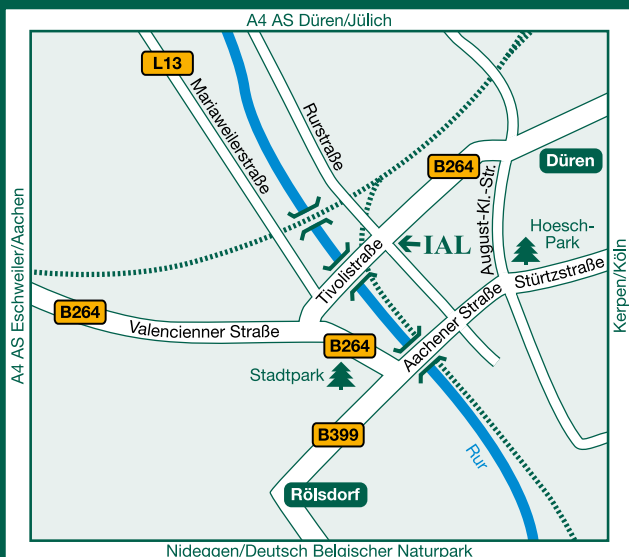 A4 AS Düren/Jülich
L13
Mariaweilerstraße
Rurstraße
B264
Düren
August-Kl.-Str.
Hoesch-
Park
←IAL
Tivolistraße
Stürtzstraße
A4 AS Eschweiler/Aachen
Kerpen/Köln
B264
Valencienner Straße
B264
Aachener Straße
Stadtpark
B399
Rur
Rölsdorf
Nideggen/Deutsch Belgischer Naturpark